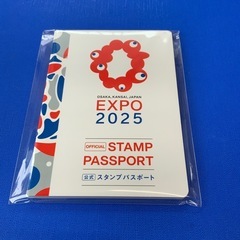 OSAKA, KANSAI, JAPAN
EXPO
2025
OFFICIAL STAMP
PASSPORT
公式 スタンプパスポート